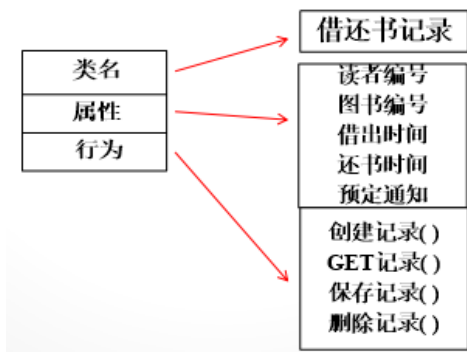 类名
属性
行为
借还书记录
读者编号
图书编号
借出时间
还书时间
预定通知
创建记录( )
GET记录( )
保存记录( )
删除记录( )